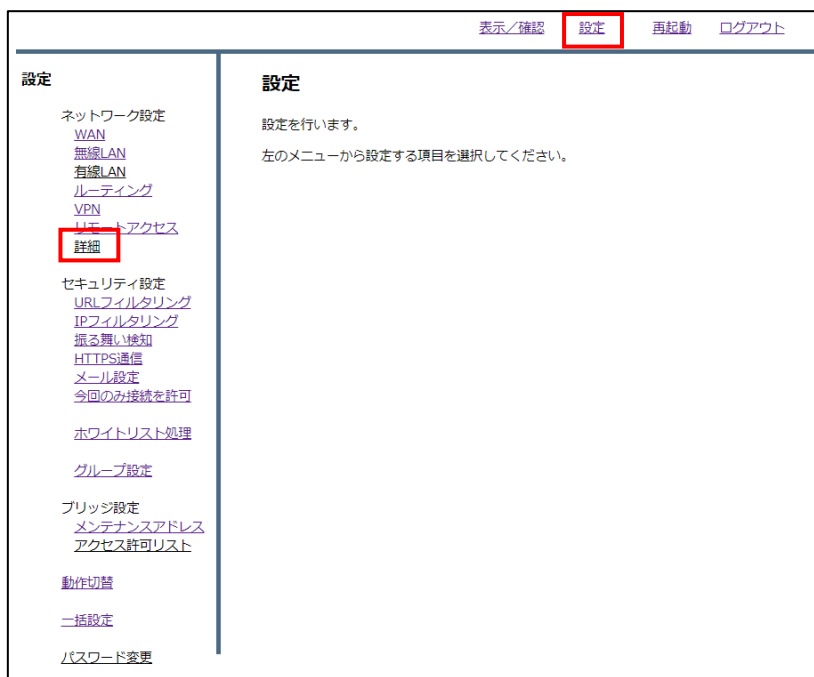 表示／確認 設定 再起動 ログアウト
設定
ネットワーク設定
WAN
無線LAN
有線LAN
ルーティング
VPN
リモートアクセス
詳細
セキュリティ設定
URLフィルタリング
IPフィルタリング
振る舞い検知
HTTPS通信
メール設定
今回のみ接続を許可
ホワイトリスト処理
グループ設定
ブリッジ設定
メンテナンスアドレス
アクセス許可リスト
動作切替
一括設定
パスワード変更
設定
設定を行います。
左のメニューから設定する項目を選択してください。